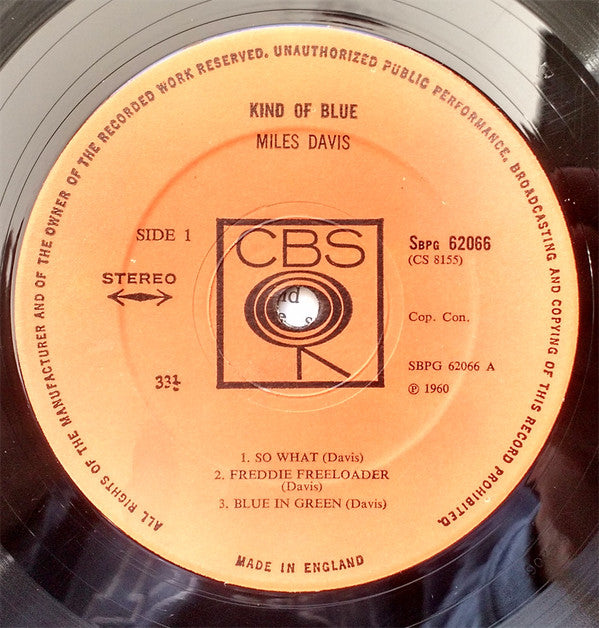 ALL RIGHTS OF THE MANUFACTURER AND OF THE OWNER OF THE RECORDED WORK RESERVED. UNAUTHORIZED PUBLIC PERFORMANCE, BROADCASTING AND COPYING OF THIS RECORD PROHIBITED.
KIND OF BLUE
MILES DAVIS
SIDE 1
STEREO
33⅓
CBS
SBPG 62066
(CS 8155)
Cop. Con.
SBPG 62066 A
℗ 1960
1. SO WHAT (Davis)
2. FREDDIE FREELOADER
(Davis)
3. BLUE IN GREEN (Davis)
MADE IN ENGLAND